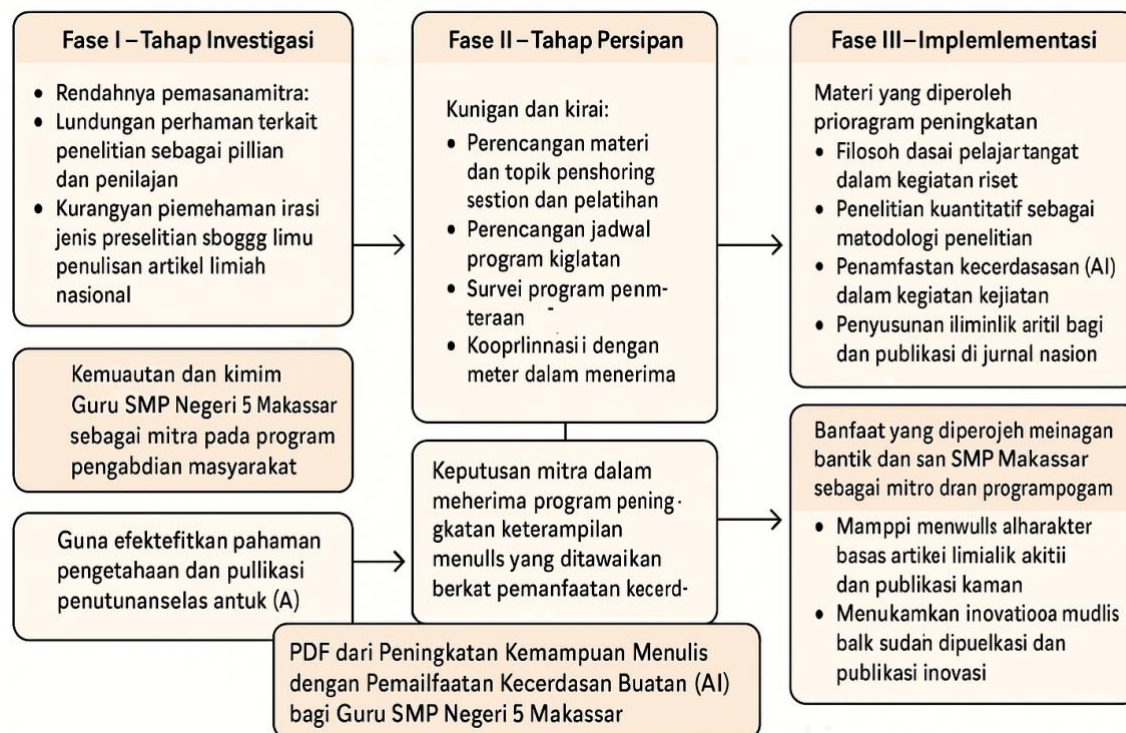 Fase I – Tahap Investigasi
• Rendahnya pemasanamitra:
• Lundungan perhaman terkait
penelitian sebagai pillian
dan penilajan
• Kurangyan piemehaman irasi
jenis preselitian sboggg limu
penulisan artikel limiah
nasional
Kemuautan dan kimim
Guru SMP Negeri 5 Makassar
sebagai mitra pada program
pengabdian masyarakat
Guna efektefitkan pahaman
pengetahaan dan pullikasi
penutunanselas antuk (A)
Fase II – Tahap Persipan
Kunigan dan kirai:
• Perencangan materi
dan topik penshoring
sestion dan pelatihan
• Perencangan jadwal
program kiglatan
• Survei program penm-
teraan
• Kooprlinnasi i dengan
meter dalam menerima
Keputusan mitra dalam
meherima program pening-
gkatan keterampilan
menulls yang ditawaikan
berkat pemanfaatan kecerd-
PDF dari Peningkatan Kemampuan Menulis
dengan Pemailfaatan Kecerdasan Buatan (AI)
bagi Guru SMP Negeri 5 Makassar
Fase III – Implemlementasi
Materi yang diperoleh
prioragram peningkatan
• Filosoh dasai pelajartangat
dalam kegiatan riset
• Penelitian kuantitatif sebagai
matodologi penelitian
• Penamfastan kecerdasasan (AI)
dalam kegiatan kejiatan
• Penyusunan iliminlik aritil bagi
dan publikasi di jurnal nasion
Banfaat yang diperojeh meinagan
bantik dan san SMP Makassar
sebagai mitro dran programpogam
• Mamppi menwulls alharakter
basas artikei limialik akitii
dan publikasi kaman
• Menukamkan inovatiooa mudlis
balk sudan dipuelkasi dan
publikasi inovasi